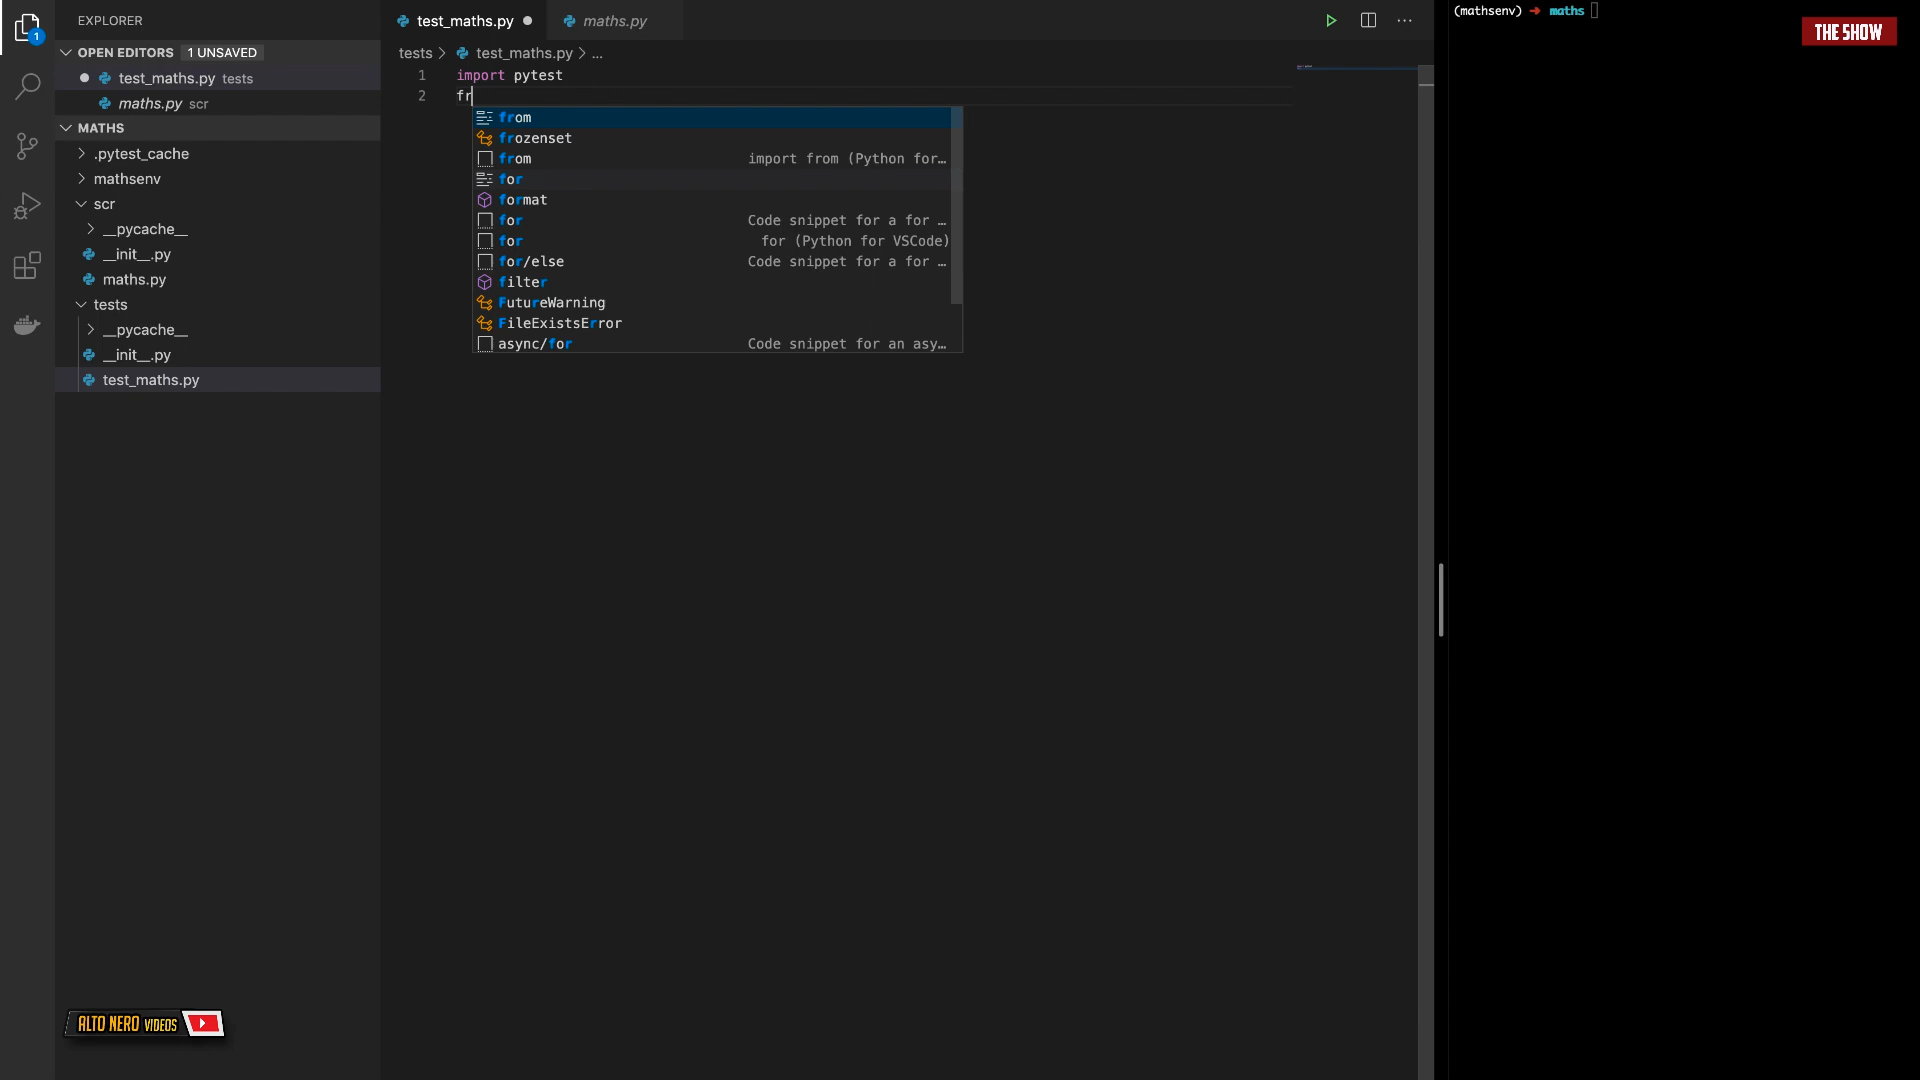 EXPLORER
OPEN EDITORS 1 UNSAVED
test_maths.py tests
maths.py scr
MATHS
.pytest_cache
mathsenv
scr
__pycache__
__init__.py
maths.py
tests
__pycache__
__init__.py
test_maths.py
1
test_maths.py
maths.py
tests > test_maths.py > ...
1 import pytest
2 fr
from
frozenset
from import from (Python for…
for
format
for Code snippet for a for …
for for (Python for VSCode)
for/else Code snippet for a for …
filter
FutureWarning
FileExistsError
async/for Code snippet for an asy…
(mathsenv) → maths
THE SHOW
ALTO NERO VIDEOS